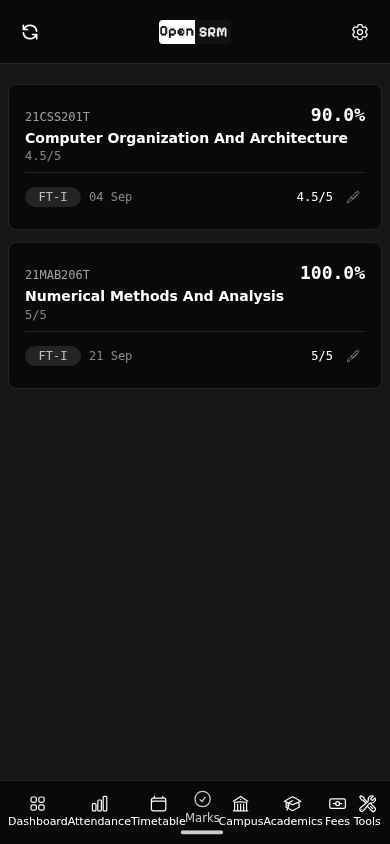 Open SRM
21CSS201T 90.0%
Computer Organization And Architecture
4.5/5
FT-I 04 Sep 4.5/5
21MAB206T 100.0%
Numerical Methods And Analysis
5/5
FT-I 21 Sep 5/5
Dashboard Attendance Timetable Marks Campus Academics Fees Tools